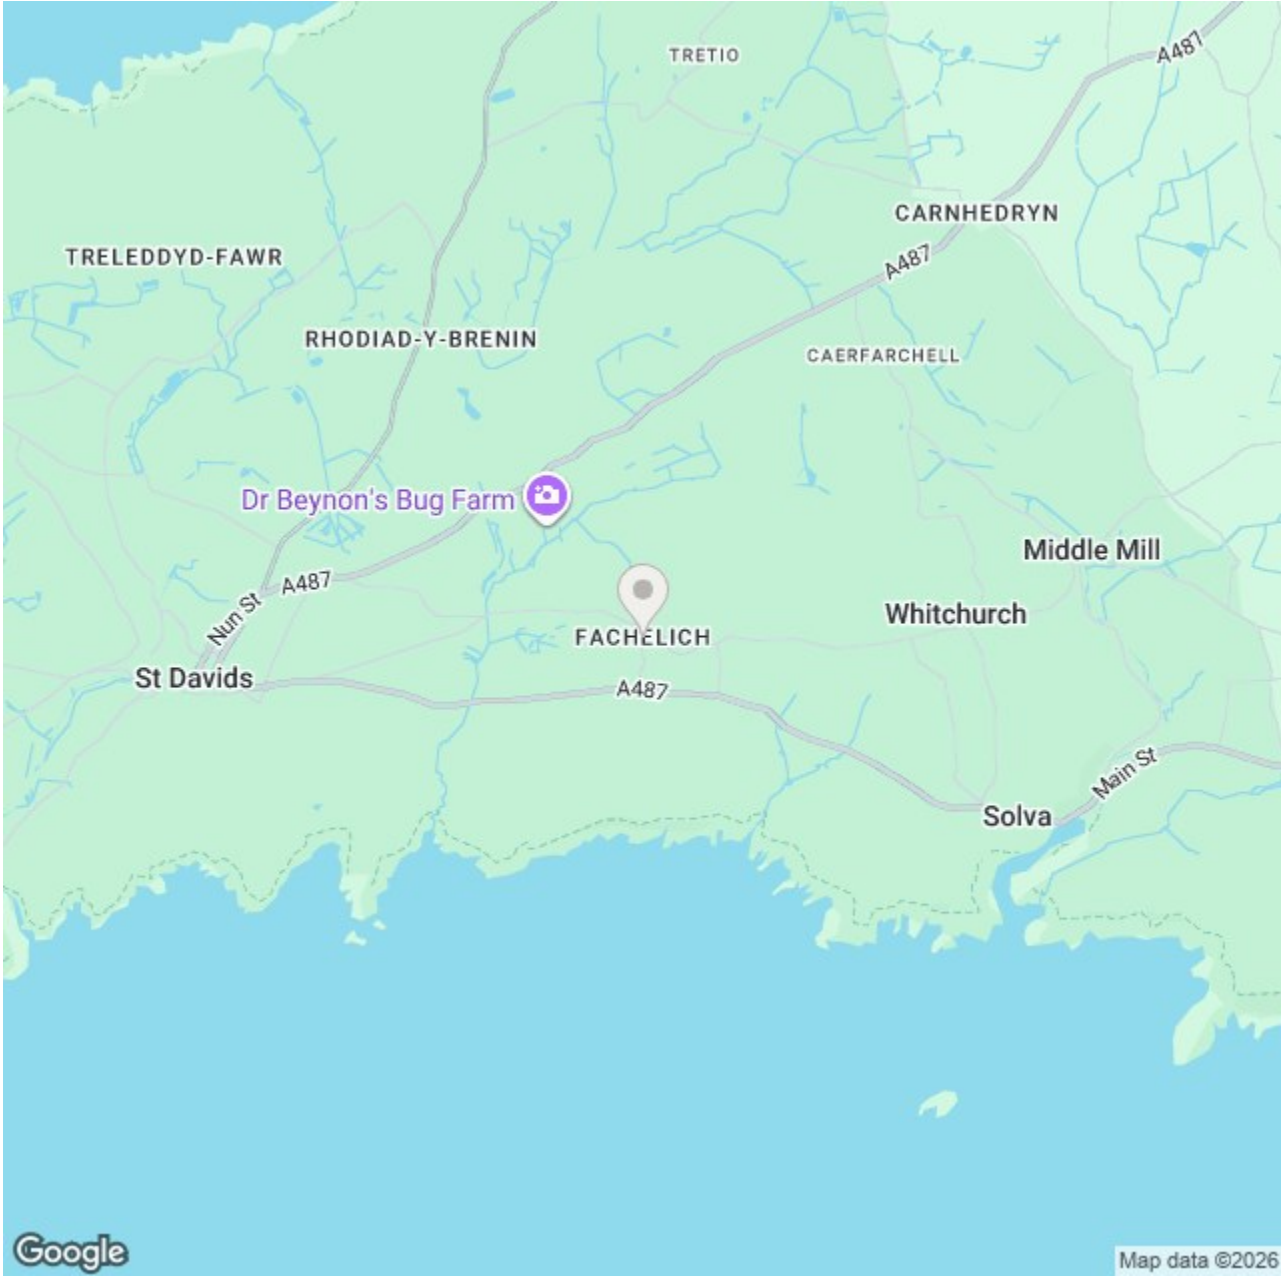 TRETIO
A487
CARNHEDRYN
TRELEDDYD-FAWR
A487
RHODIAD-Y-BRENIN
CAERFARCHELL
Dr Beynon's Bug Farm
Middle Mill
A487
Nun St
Whitchurch
FACHELICH
St Davids
A487
Main St
Solva
Google
Map data ©2026